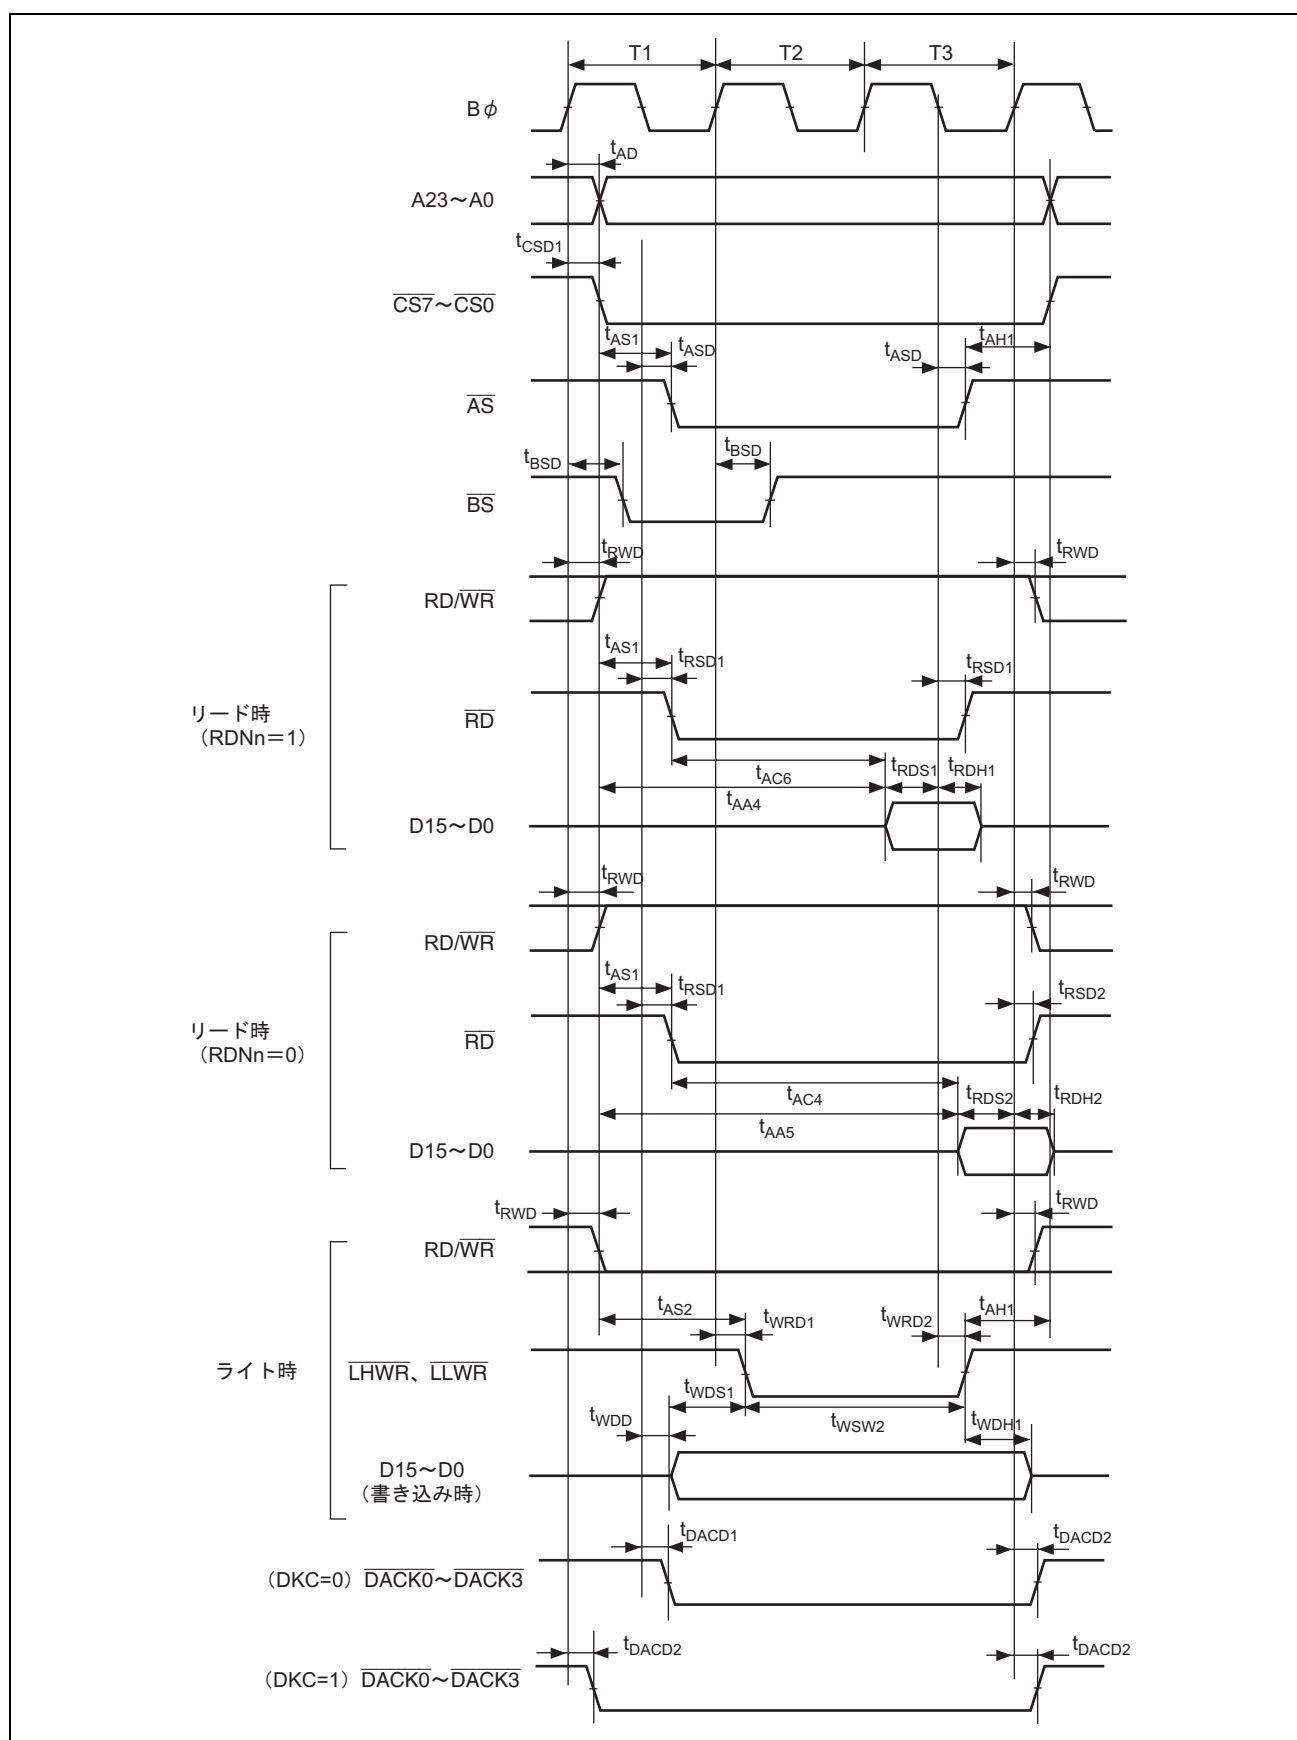 T1 T2 T3
Bφ
tAD
A23～A0
tCSD1
CS7～CS0
tAS1 tASD tASD tAH1
AS
tBSD tBSD
BS
tRWD tRWD
RD/WR
tAS1 tRSD1 tRSD1
リード時
（RDNn＝1）
RD
tAC6 tRDS1 tRDH1
tAA4
D15～D0
tRWD tRWD
RD/WR
tAS1 tRSD1 tRSD2
リード時
（RDNn＝0）
RD
tAC4 tRDS2 tRDH2
tAA5
D15～D0
tRWD tRWD
RD/WR
tAS2 tWRD1 tWRD2 tAH1
ライト時
LHWR、LLWR
tWDD tWDS1 tWSW2 tWDH1
D15～D0
（書き込み時）
tDACD1 tDACD2
（DKC=0）DACK0～DACK3
tDACD2 tDACD2
（DKC=1）DACK0～DACK3